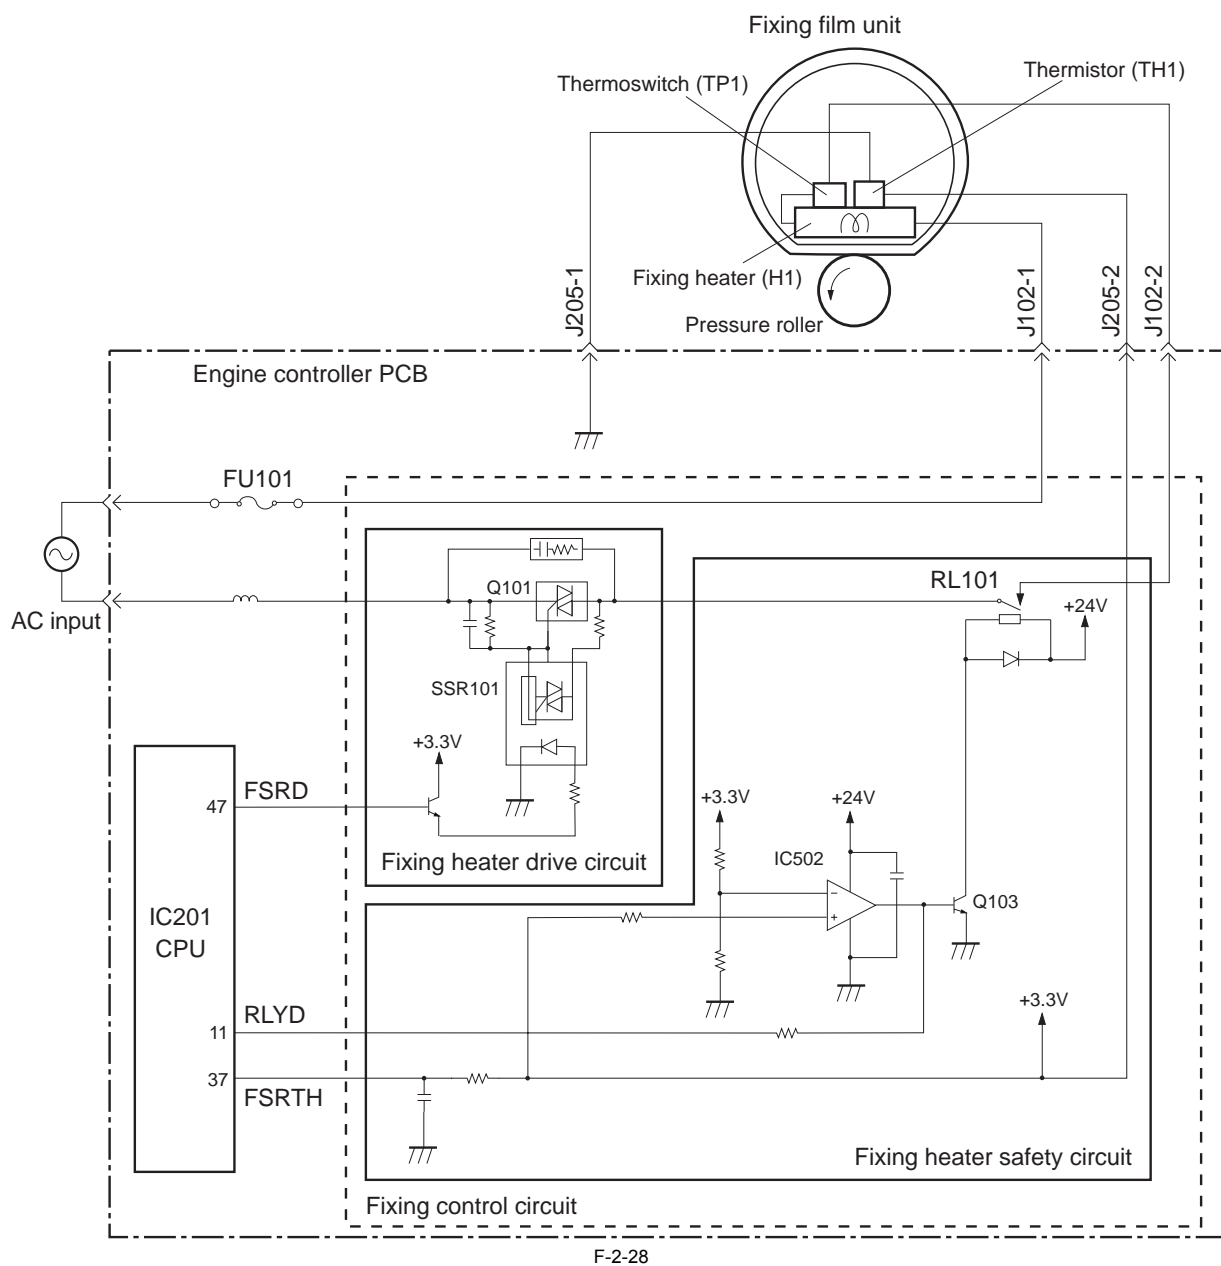 Fixing film unit
Thermoswitch (TP1)
Thermistor (TH1)
Fixing heater (H1)
Pressure roller
J205-1
J102-1
J205-2
J102-2
Engine controller PCB
FU101
AC input
Q101
SSR101
+3.3V
RL101
+24V
FSRD
47
Fixing heater drive circuit
+3.3V
+24V
IC502
−
+
Q103
IC201
CPU
RLYD
11
37
FSRTH
+3.3V
Fixing heater safety circuit
Fixing control circuit
F-2-28